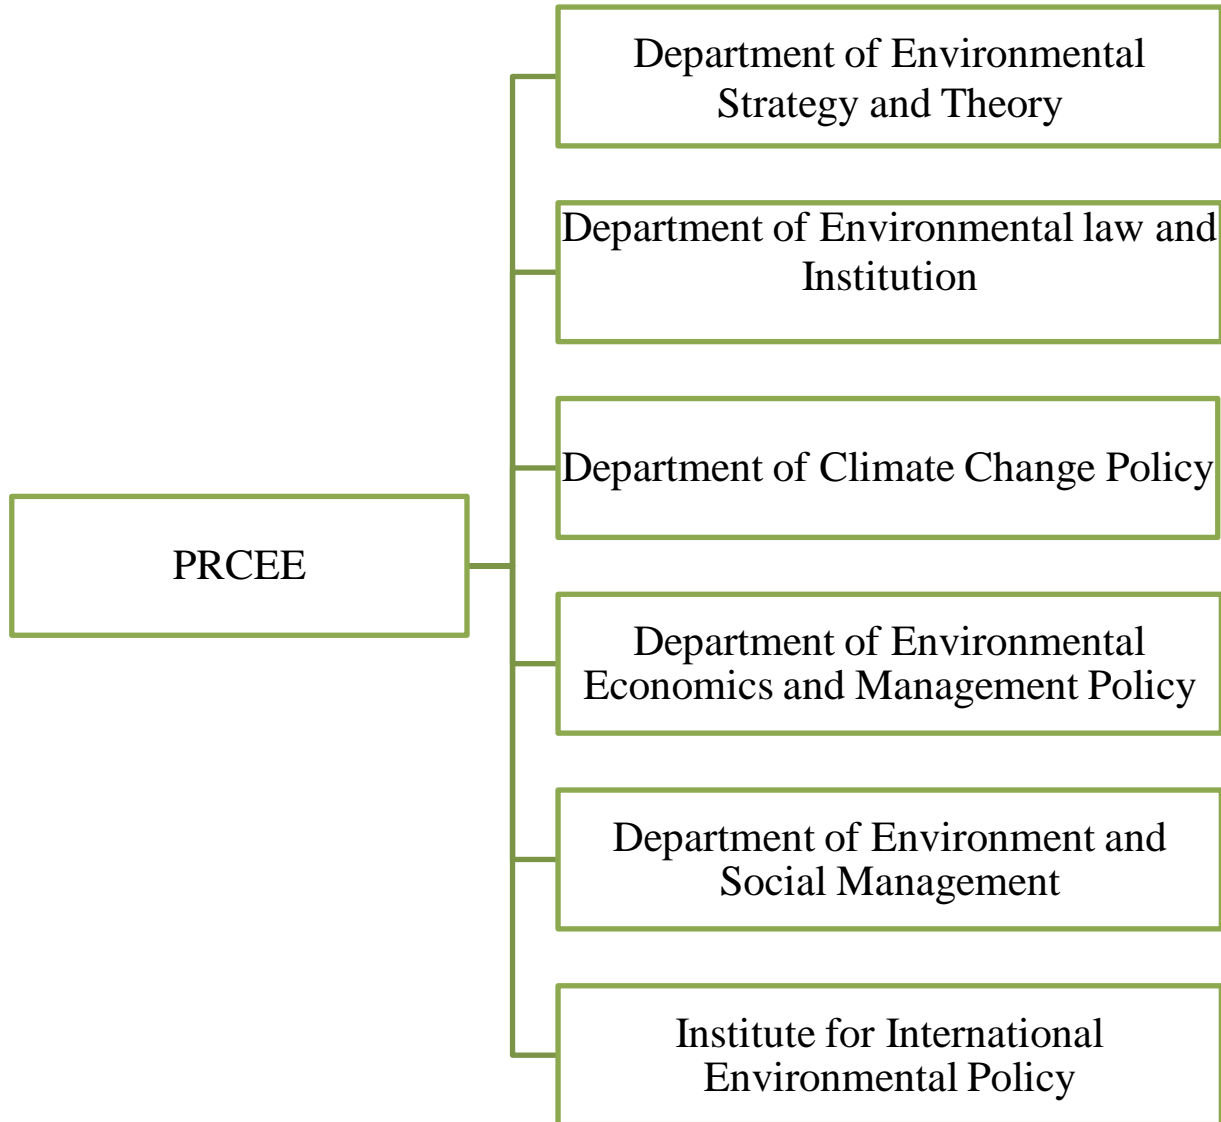 Department of Environmental
Strategy and Theory
Department of Environmental law and
Institution
Department of Climate Change Policy
PRCEE
Department of Environmental
Economics and Management Policy
Department of Environment and
Social Management
Institute for International
Environmental Policy